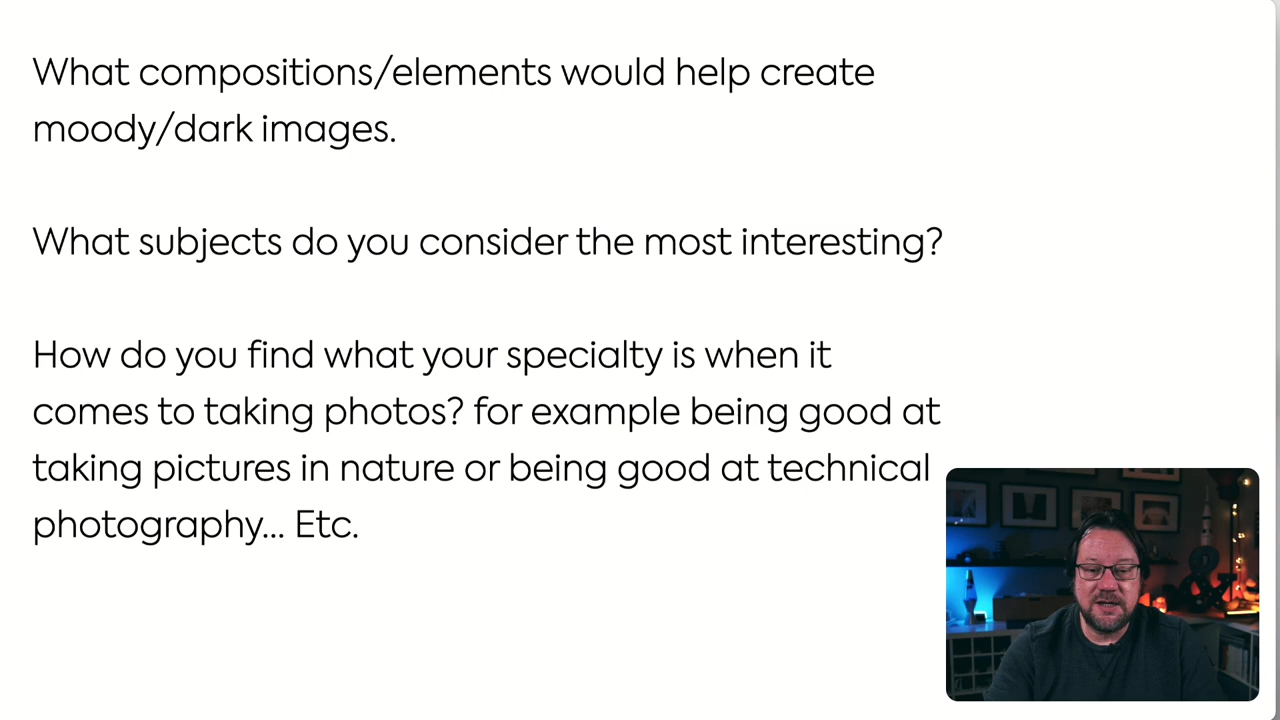 What compositions/elements would help create
moody/dark images.
What subjects do you consider the most interesting?
How do you find what your specialty is when it
comes to taking photos? for example being good at
taking pictures in nature or being good at technical
photography... Etc.